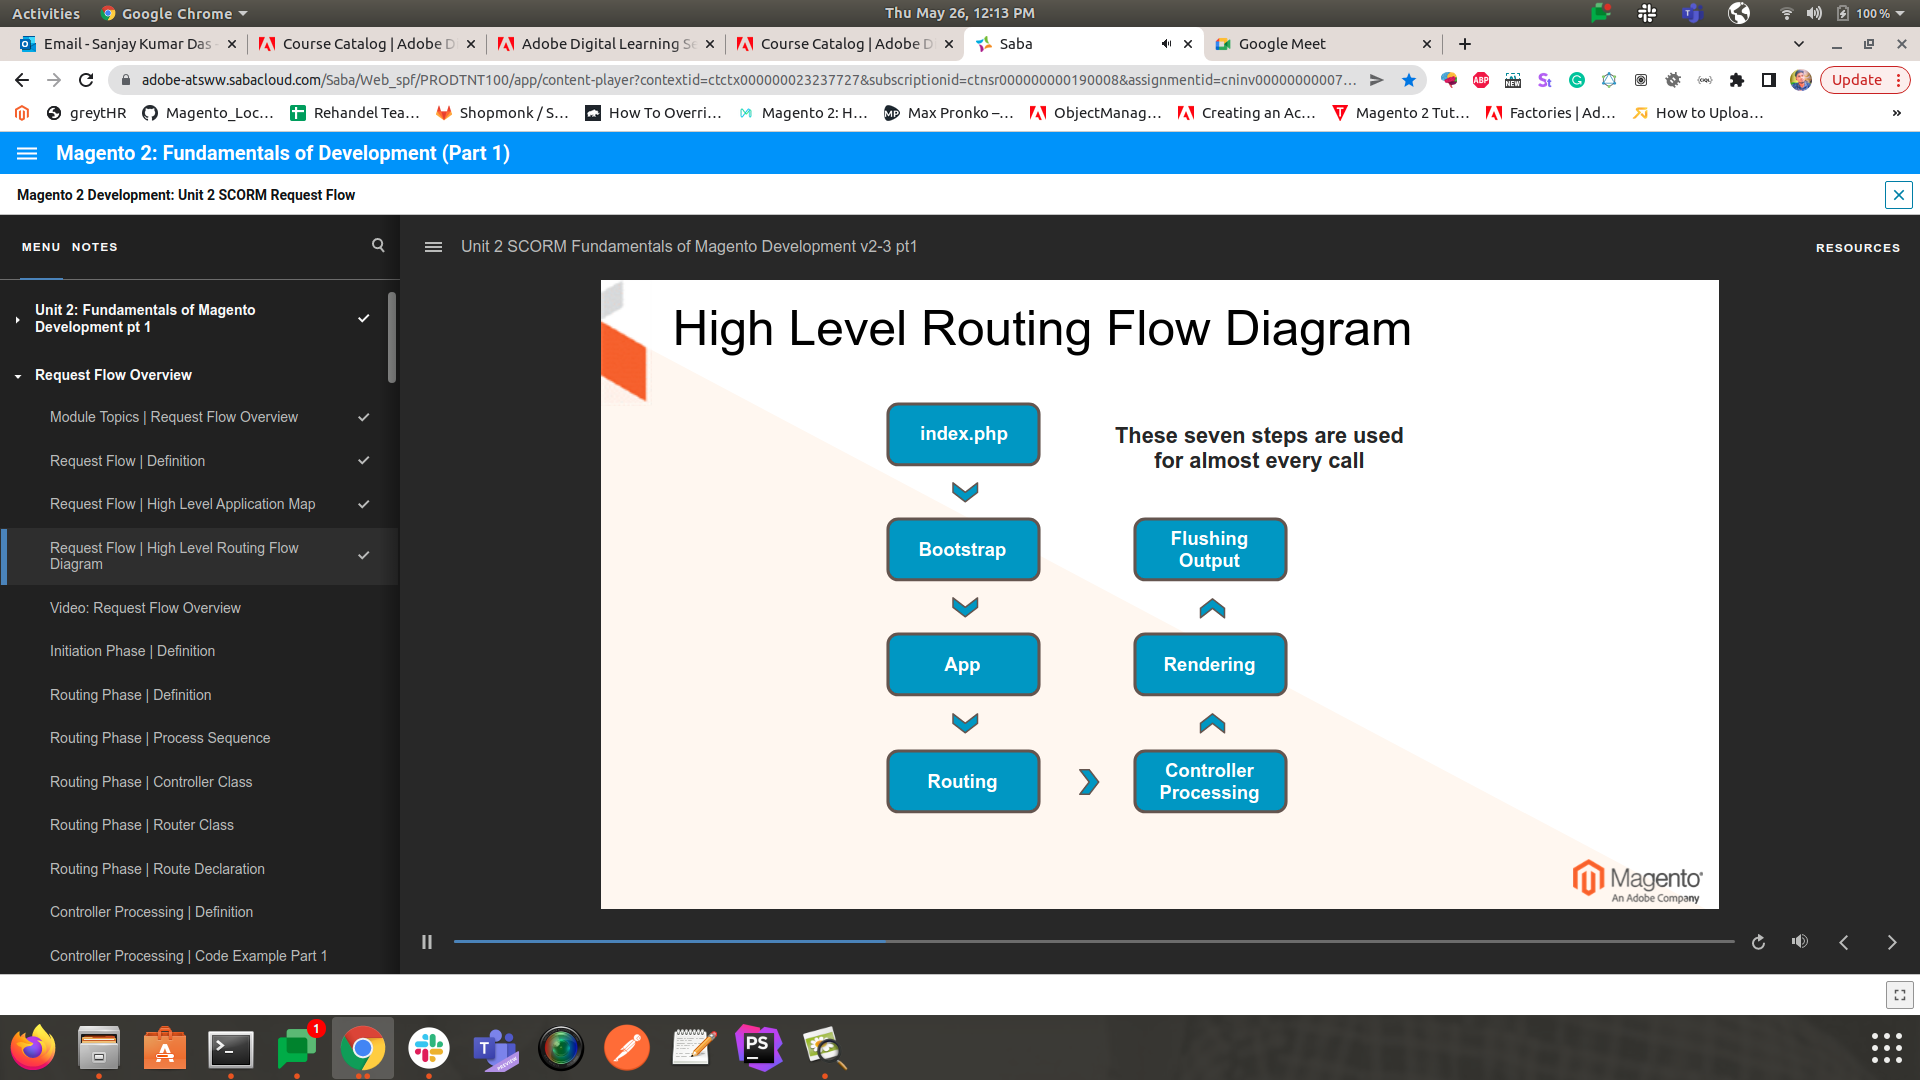 Activities
Google Chrome
Thu May 26, 12:13 PM
100 %
Email - Sanjay Kumar Das -
Course Catalog | Adobe D
Adobe Digital Learning Se
Course Catalog | Adobe D
Saba
Google Meet
adobe-atsww.sabacloud.com/Saba/Web_spf/PRODTNT100/app/content-player?contextid=ctctx000000023237727&subscriptionid=ctnsr000000000190008&assignmentid=cninv00000000007...
ABP
NEW
St
Update
greytHR
Magento_Loc...
Rehandel Tea...
Shopmonk / S...
How To Overri...
Magento 2: H...
Max Pronko –...
ObjectManag...
Creating an Ac...
Magento 2 Tut...
Factories | Ad...
How to Uploa...
»
Magento 2: Fundamentals of Development (Part 1)
Magento 2 Development: Unit 2 SCORM Request Flow
MENU
NOTES
Unit 2 SCORM Fundamentals of Magento Development v2-3 pt1
RESOURCES
Unit 2: Fundamentals of Magento
Development pt 1
Request Flow Overview
Module Topics | Request Flow Overview
Request Flow | Definition
Request Flow | High Level Application Map
Request Flow | High Level Routing Flow
Diagram
Video: Request Flow Overview
Initiation Phase | Definition
Routing Phase | Definition
Routing Phase | Process Sequence
Routing Phase | Controller Class
Routing Phase | Router Class
Routing Phase | Route Declaration
Controller Processing | Definition
Controller Processing | Code Example Part 1
High Level Routing Flow Diagram
index.php
These seven steps are used
for almost every call
Bootstrap
Flushing
Output
App
Rendering
Routing
Controller
Processing
Magento
An Adobe Company
1
T
PREVIEW
PS